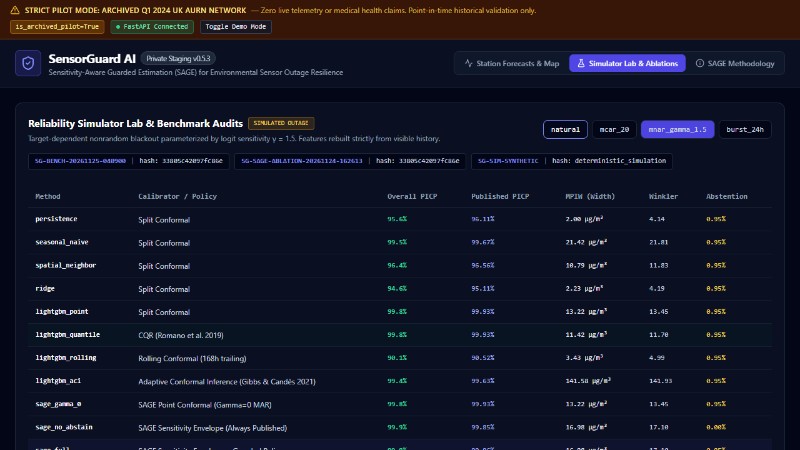 STRICT PILOT MODE: ARCHIVED Q1 2024 UK AURN NETWORK — Zero live telemetry or medical health claims. Point-in-time historical validation only.
is_archived_pilot=True ● FastAPI Connected Toggle Demo Mode
SensorGuard AI Private Staging v0.5.3
Sensitivity-Aware Guarded Estimation (SAGE) for Environmental Sensor Outage Resilience
Station Forecasts & Map Simulator Lab & Ablations SAGE Methodology
Reliability Simulator Lab & Benchmark Audits SIMULATED OUTAGE
Target-dependent nonrandom blackout parameterized by logit sensitivity γ = 1.5. Features rebuilt strictly from visible history.
natural mcar_20 mnar_gamma_1.5 burst_24h
SG-BENCH-20261125-040900 | hash: 33805c42097fc86e SG-SAGE-ABLATION-20261124-162613 | hash: 33805c42097fc86e SG-SIM-SYNTHETIC | hash: deterministic_simulation
Method Calibrator / Policy Overall PICP Published PICP MPIW (Width) Winkler Abstention
persistence Split Conformal 95.6% 96.11% 2.00 µg/m³ 4.14 0.95%
seasonal_naive Split Conformal 99.5% 99.67% 21.42 µg/m³ 21.81 0.95%
spatial_neighbor Split Conformal 96.4% 96.56% 10.79 µg/m³ 11.83 0.95%
ridge Split Conformal 94.6% 95.11% 2.23 µg/m³ 4.19 0.95%
lightgbm_point Split Conformal 99.8% 99.93% 13.22 µg/m³ 13.45 0.95%
lightgbm_quantile CQR (Romano et al. 2019) 99.8% 99.93% 11.42 µg/m³ 11.70 0.95%
lightgbm_rolling Rolling Conformal (168h trailing) 90.1% 90.52% 3.43 µg/m³ 4.99 0.95%
lightgbm_aci Adaptive Conformal Inference (Gibbs & Candès 2021) 99.4% 99.63% 141.58 µg/m³ 141.93 0.95%
sage_gamma_0 SAGE Point Conformal (Gamma=0 MAR) 99.8% 99.93% 13.22 µg/m³ 13.45 0.95%
sage_no_abstain SAGE Sensitivity Envelope (Always Published) 99.9% 99.85% 16.98 µg/m³ 17.10 0.00%